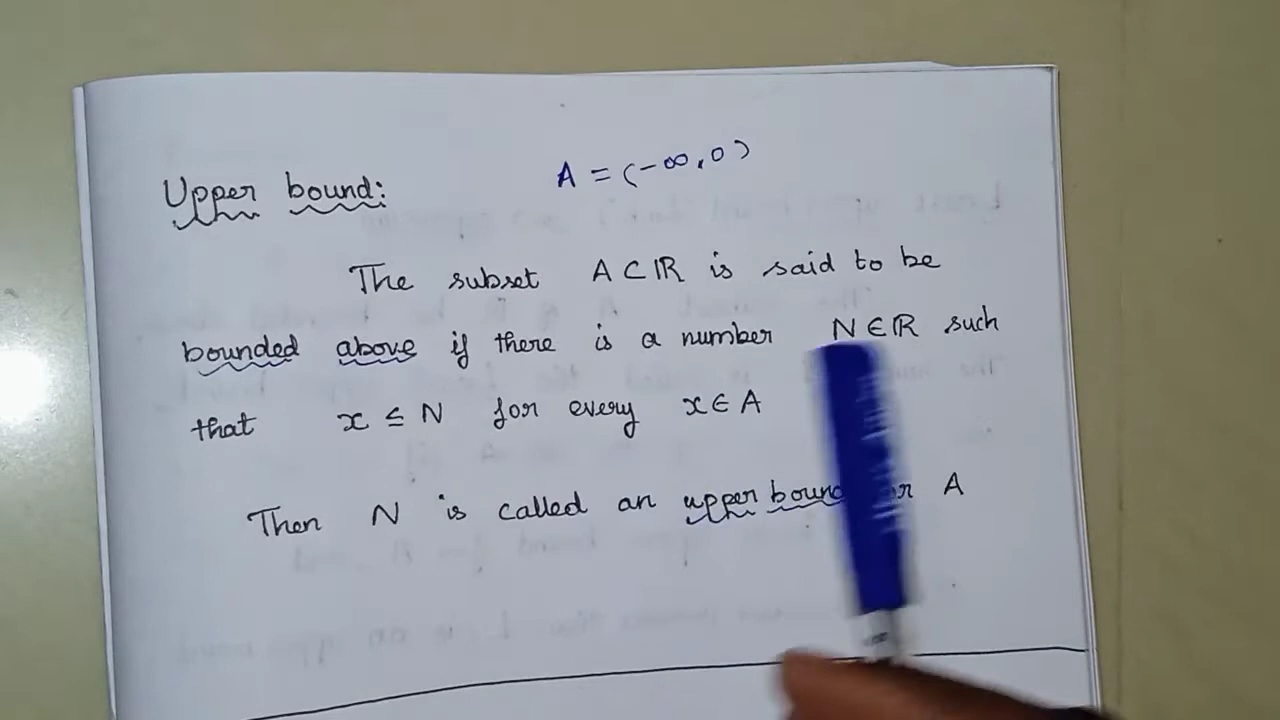 A = (-∞, 0)
Upper bound:
The subset A⊂ℝ is said to be
bounded above if there is a number N∈ℝ such
that x ≤ N for every x∈A
Then N is called an upper bound A